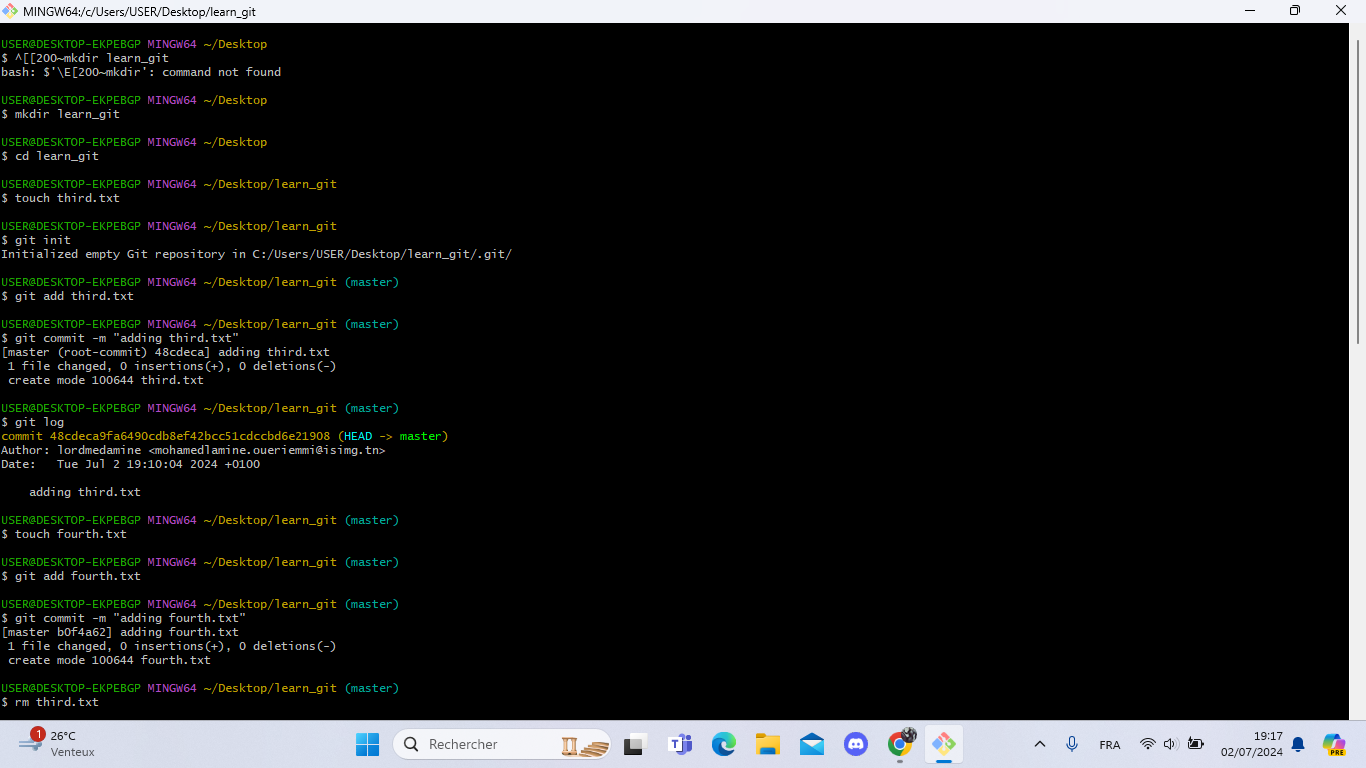 MINGW64:/c/Users/USER/Desktop/learn_git
USER@DESKTOP-EKPEBGP MINGW64 ~/Desktop
$ ^[[200~mkdir learn_git
bash: $'\E[200~mkdir': command not found
USER@DESKTOP-EKPEBGP MINGW64 ~/Desktop
$ mkdir learn_git
USER@DESKTOP-EKPEBGP MINGW64 ~/Desktop
$ cd learn_git
USER@DESKTOP-EKPEBGP MINGW64 ~/Desktop/learn_git
$ touch third.txt
USER@DESKTOP-EKPEBGP MINGW64 ~/Desktop/learn_git
$ git init
Initialized empty Git repository in C:/Users/USER/Desktop/learn_git/.git/
USER@DESKTOP-EKPEBGP MINGW64 ~/Desktop/learn_git (master)
$ git add third.txt
USER@DESKTOP-EKPEBGP MINGW64 ~/Desktop/learn_git (master)
$ git commit -m "adding third.txt"
[master (root-commit) 48cdeca] adding third.txt
 1 file changed, 0 insertions(+), 0 deletions(-)
 create mode 100644 third.txt
USER@DESKTOP-EKPEBGP MINGW64 ~/Desktop/learn_git (master)
$ git log
commit 48cdeca9fa6490cdb8ef42bcc51cdccbd6e21908 (HEAD -> master)
Author: lordmedamine <mohamedlamine.oueriemmi@isimg.tn>
Date:   Tue Jul 2 19:10:04 2024 +0100
    adding third.txt
USER@DESKTOP-EKPEBGP MINGW64 ~/Desktop/learn_git (master)
$ touch fourth.txt
USER@DESKTOP-EKPEBGP MINGW64 ~/Desktop/learn_git (master)
$ git add fourth.txt
USER@DESKTOP-EKPEBGP MINGW64 ~/Desktop/learn_git (master)
$ git commit -m "adding fourth.txt"
[master b0f4a62] adding fourth.txt
 1 file changed, 0 insertions(+), 0 deletions(-)
 create mode 100644 fourth.txt
USER@DESKTOP-EKPEBGP MINGW64 ~/Desktop/learn_git (master)
$ rm third.txt
1
26°C
Venteux
Rechercher
FRA
19:17
02/07/2024
PRE